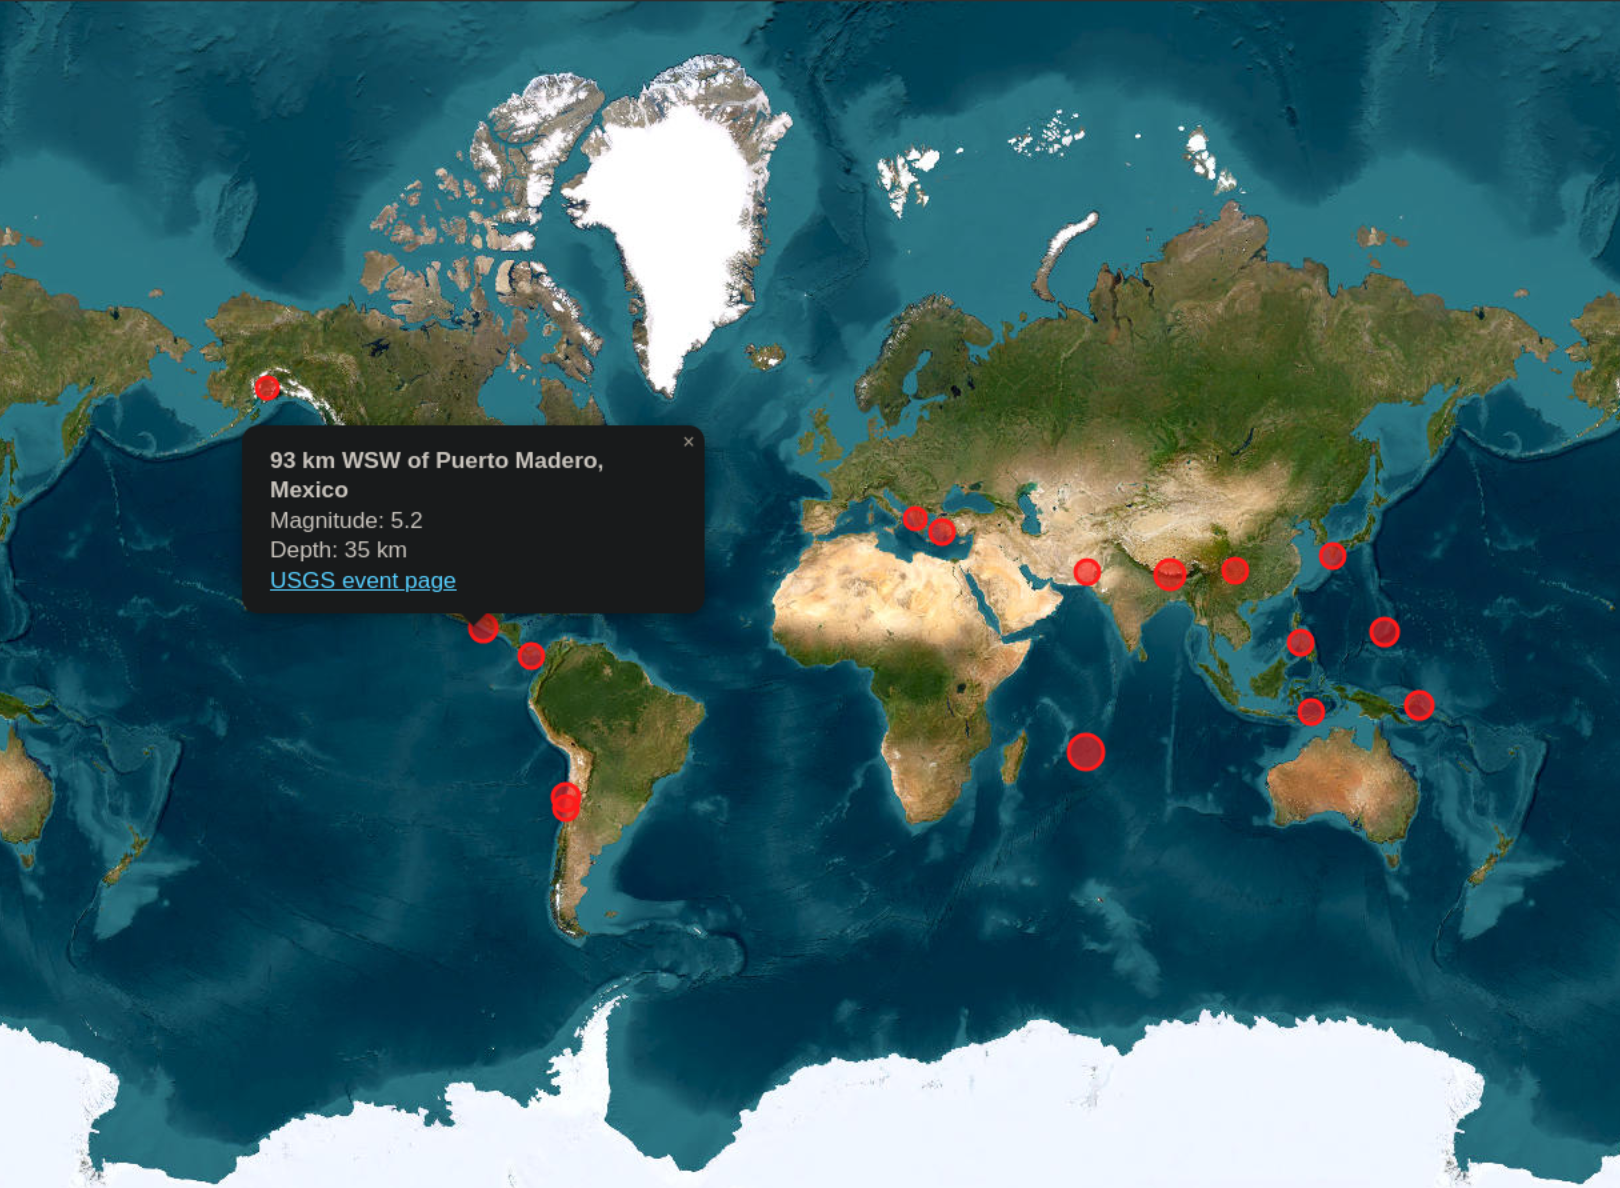 ×
93 km WSW of Puerto Madero,
Mexico
Magnitude: 5.2
Depth: 35 km
USGS event page